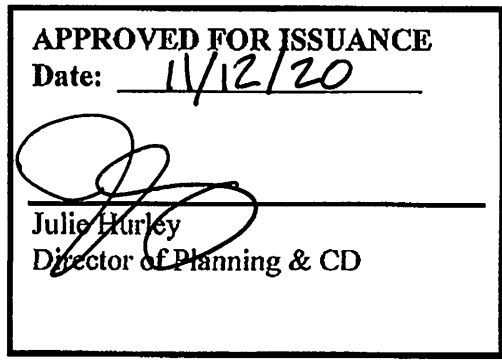 APPROVED FOR ISSUANCE
Date: 11/12/20
Julie Hurley
Director of Planning & CD